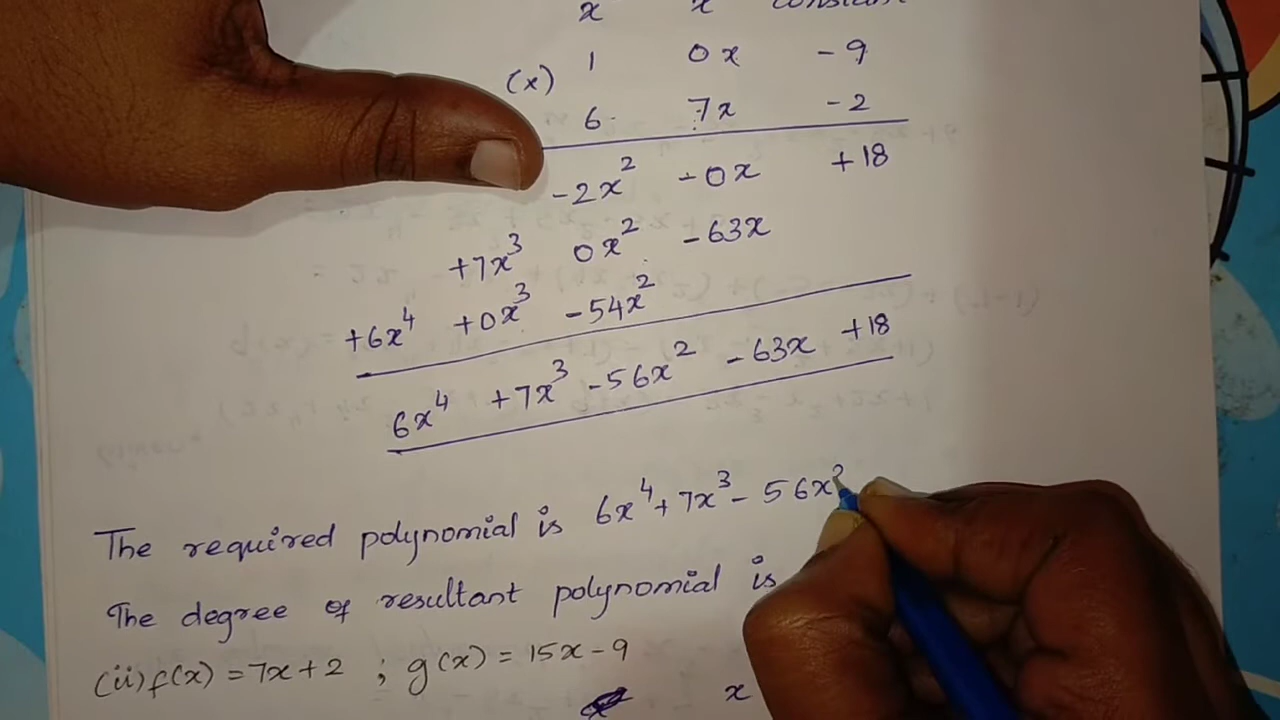 x x constant
(x) 1 0x -9
6 7x -2
-2x² -0x +18
+7x³ 0x² -63x
+6x⁴ +0x³ -54x²
6x⁴ +7x³ -56x² -63x +18
The required polynomial is 6x⁴+7x³- 56x²
The degree of resultant polynomial is
(ii) f(x) = 7x+2 ; g(x) = 15x-9
x